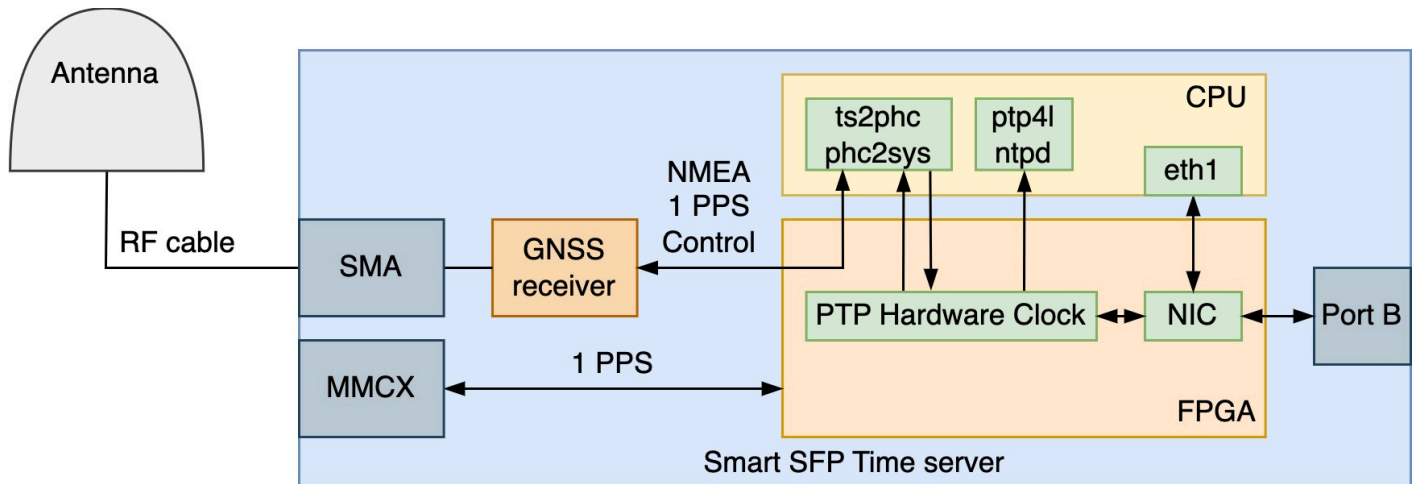 Antenna
RF cable
SMA
GNSS
receiver
NMEA
1 PPS
Control
MMCX
1 PPS
CPU
ts2phc
phc2sys
ptp4l
ntpd
eth1
PTP Hardware Clock
NIC
Port B
FPGA
Smart SFP Time server